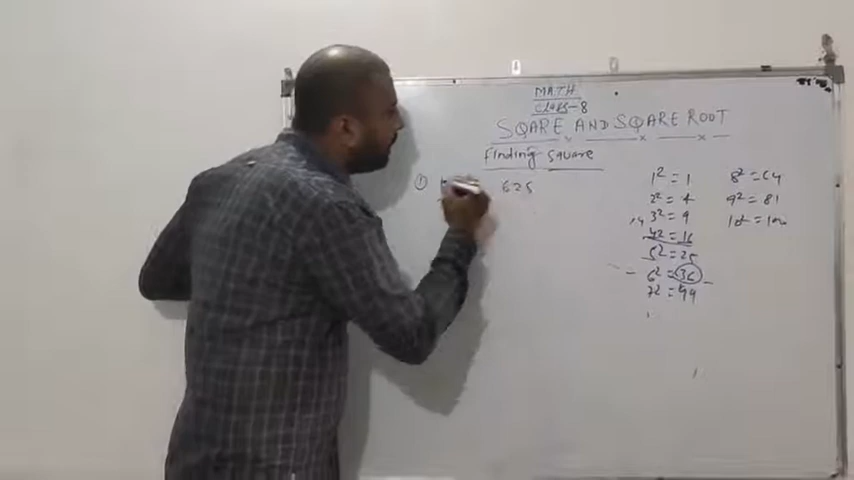 MATH
Class-8
SQARE AND SQARE ROOT
Finding square
① 625
1² = 1
2² = 4
3² = 9
4² = 16
5² = 25
6² = 36
7² = 49
8² = 64
9² = 81
10² = 100